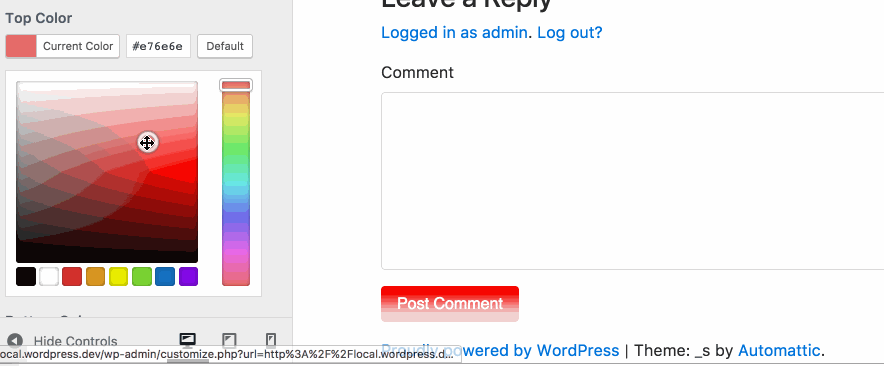 Top Color
Current Color
#e76e6e
Default
Hide Controls
ocal.wordpress.dev/wp-admin/customize.php?url=http%3A%2F%2Flocal.wordpress.d...
Leave a Reply
Logged in as admin. Log out?
Comment
Post Comment
Proudly powered by WordPress | Theme: _s by Automattic.